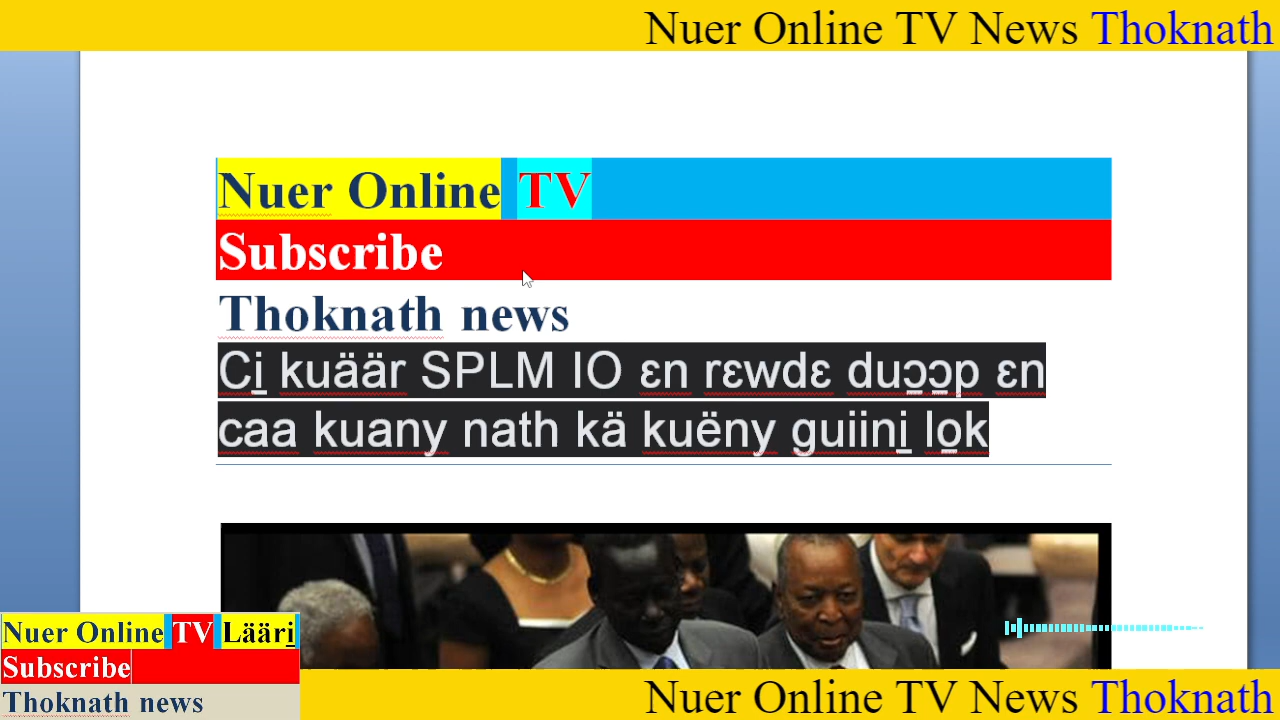 Nuer Online TV News Thoknath
Nuer Online TV
Subscribe
Thoknath news
Ci̱ kuäär SPLM IO ɛn rɛwdɛ duɔ̱ɔ̱p ɛn
caa kuany nath kä kuëny guiini̱ lo̱k
Nuer Online TV Lääri̱
Subscribe
Thoknath news
Nuer Online TV News Thoknath